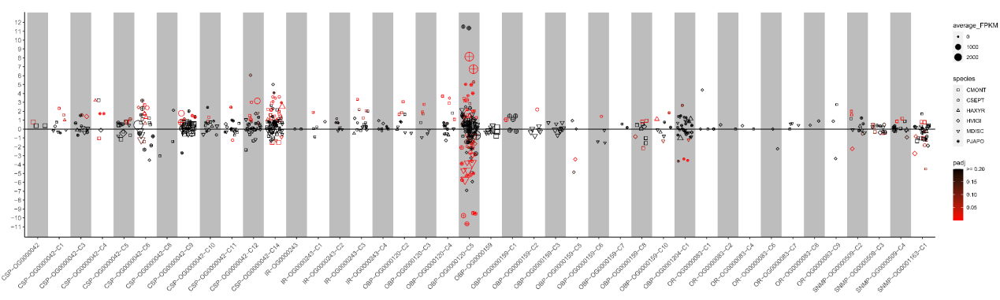 12
11
10
9
8
7
6
5
4
3
2
1
0
-1
-2
-3
-4
-5
-6
-7
-8
-9
-10
-11
CSP-OG0000042
CSP-OG0000042-C1
CSP-OG0000042-C3
CSP-OG0000042-C4
CSP-OG0000042-C5
CSP-OG0000042-C6
CSP-OG0000042-C8
CSP-OG0000042-C9
CSP-OG0000042-C10
CSP-OG0000042-C11
CSP-OG0000042-C12
CSP-OG0000042-C14
IR-OG0000243
IR-OG0000243-C1
IR-OG0000243-C2
IR-OG0000243-C3
IR-OG0000243-C4
OBP-OG0000120-C2
OBP-OG0000120-C3
OBP-OG0000120-C4
OBP-OG0000120-C5
OBP-OG0000159
OBP-OG0000159-C1
OBP-OG0000159-C2
OBP-OG0000159-C3
OBP-OG0000159-C5
OBP-OG0000159-C6
OBP-OG0000159-C7
OBP-OG0000159-C8
OBP-OG0000159-C10
OBP-OG0001204-C1
OR-OG0000083-C1
OR-OG0000083-C2
OR-OG0000083-C4
OR-OG0000083-C6
OR-OG0000083-C7
OR-OG0000083-C8
OR-OG0000083-C9
SNMP-OG0000509-C2
SNMP-OG0000509-C3
SNMP-OG0000509-C4
SNMP-OG0001163-C1
average_FPKM
0
1000
2000
species
CMONT
CSEPT
HAXYR
HVIGI
MDISC
PJAPO
padj
>= 0.20
0.15
0.10
0.05